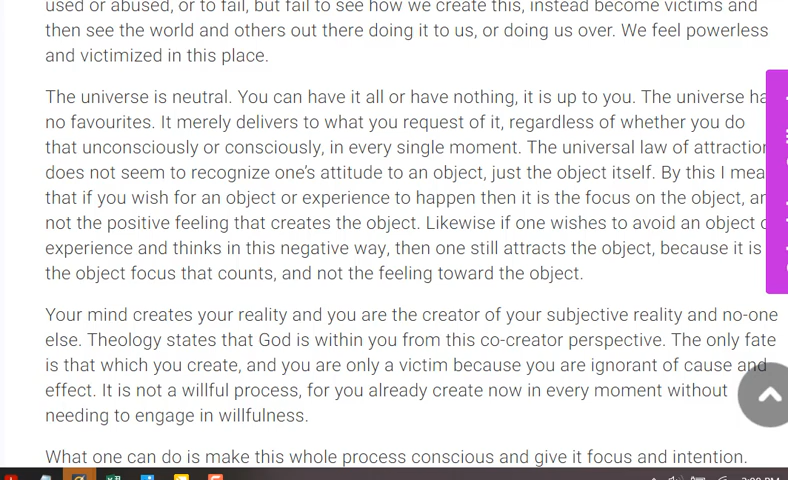 used or abused, or to fail, but fail to see how we create this, instead become victims and
then see the world and others out there doing it to us, or doing us over. We feel powerless
and victimized in this place.
The universe is neutral. You can have it all or have nothing, it is up to you. The universe ha
no favourites. It merely delivers to what you request of it, regardless of whether you do
that unconsciously or consciously, in every single moment. The universal law of attraction
does not seem to recognize one's attitude to an object, just the object itself. By this I mea
that if you wish for an object or experience to happen then it is the focus on the object, an
not the positive feeling that creates the object. Likewise if one wishes to avoid an object o
experience and thinks in this negative way, then one still attracts the object, because it is
the object focus that counts, and not the feeling toward the object.
Your mind creates your reality and you are the creator of your subjective reality and no-one
else. Theology states that God is within you from this co-creator perspective. The only fate
is that which you create, and you are only a victim because you are ignorant of cause and
effect. It is not a willful process, for you already create now in every moment without
needing to engage in willfulness.
What one can do is make this whole process conscious and give it focus and intention.